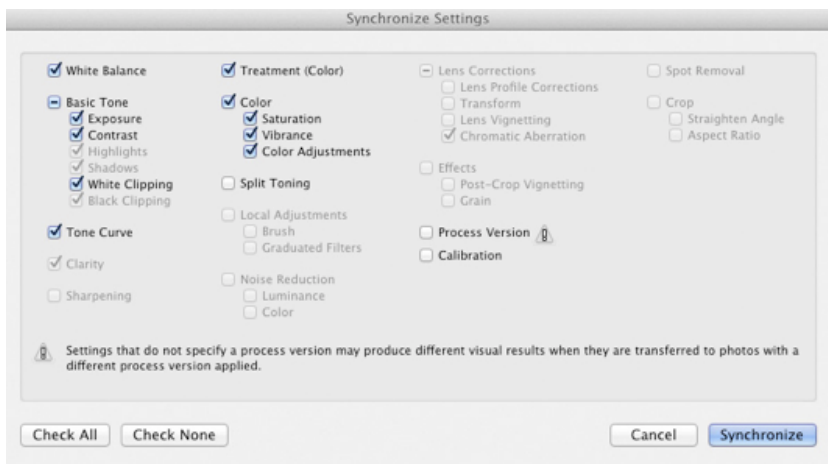 Synchronize Settings
White Balance
Basic Tone
Exposure
Contrast
Highlights
Shadows
White Clipping
Black Clipping
Tone Curve
Clarity
Sharpening
Treatment (Color)
Color
Saturation
Vibrance
Color Adjustments
Split Toning
Local Adjustments
Brush
Graduated Filters
Noise Reduction
Luminance
Color
Lens Corrections
Lens Profile Corrections
Transform
Lens Vignetting
Chromatic Aberration
Effects
Post-Crop Vignetting
Grain
Process Version
Calibration
Spot Removal
Crop
Straighten Angle
Aspect Ratio
Settings that do not specify a process version may produce different visual results when they are transferred to photos with a
different process version applied.
Check All
Check None
Cancel
Synchronize